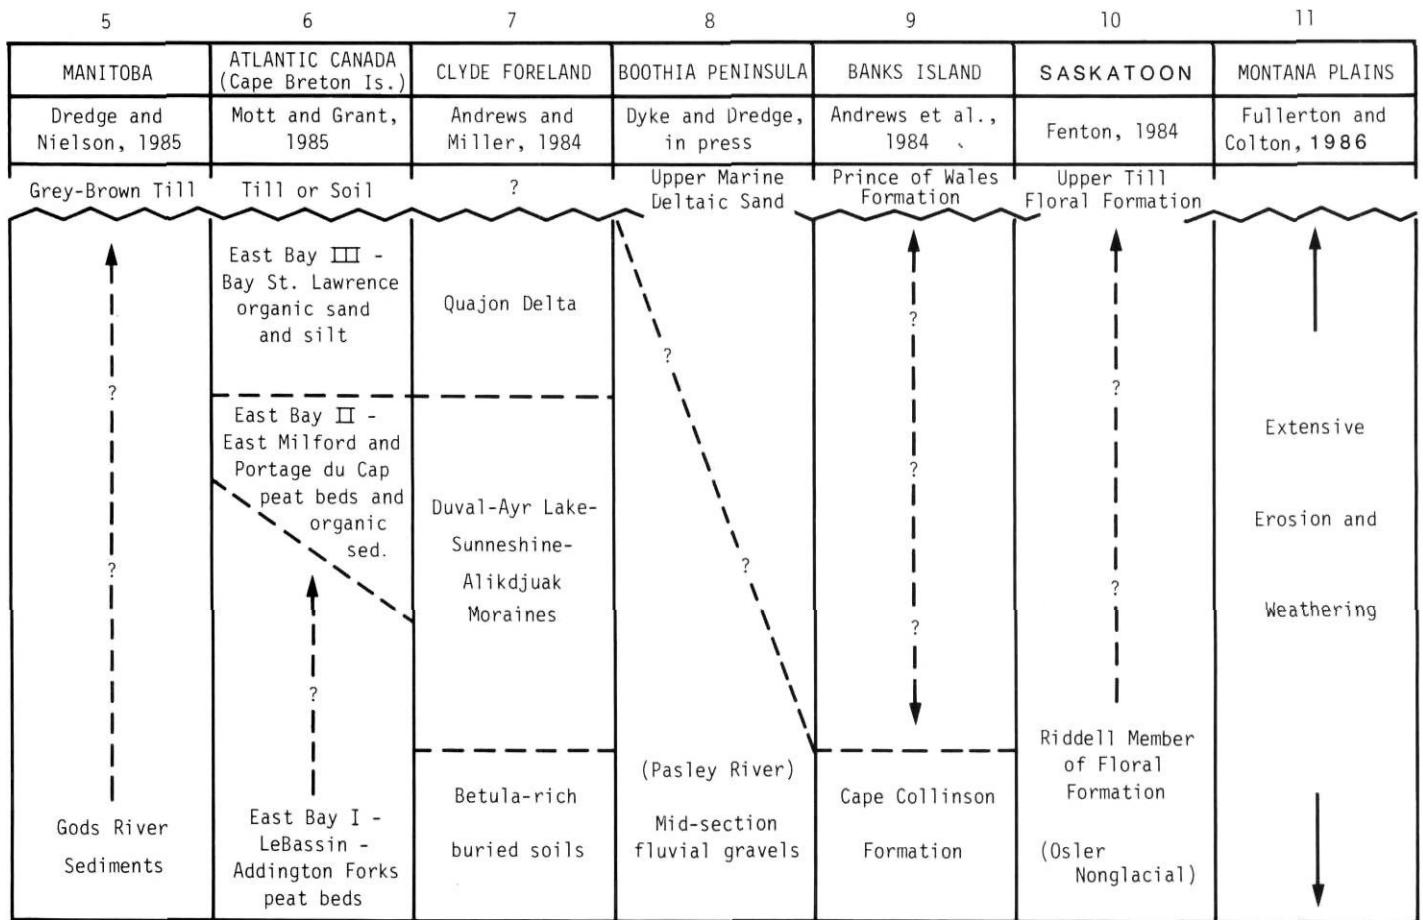 5
6
7
8
9
10
11
MANITOBA
ATLANTIC CANADA
(Cape Breton Is.)
CLYDE FORELAND
BOOTHIA PENINSULA
BANKS ISLAND
SASKATOON
MONTANA PLAINS
Dredge and
Nielson, 1985
Mott and Grant,
1985
Andrews and
Miller, 1984
Dyke and Dredge,
in press
Andrews et al.,
1984
Fenton, 1984
Fullerton and
Colton, 1986
Grey-Brown Till
Till or Soil
?
Upper Marine
Deltaic Sand
Prince of Wales
Formation
Upper Till
Floral Formation
?
?
Gods River
Sediments
East Bay III -
Bay St. Lawrence
organic sand
and silt
East Bay II -
East Milford and
Portage du Cap
peat beds and
organic
sed.
?
East Bay I -
LeBassin -
Addington Forks
peat beds
Quajon Delta
Duval-Ayr Lake-
Sunneshine-
Alikdjuak
Moraines
Betula-rich
buried soils
?
?
(Pasley River)
Mid-section
fluvial gravels
?
?
?
Cape Collinson
Formation
?
?
Riddell Member
of Floral
Formation
(Osler
Nonglacial)
Extensive
Erosion and
Weathering